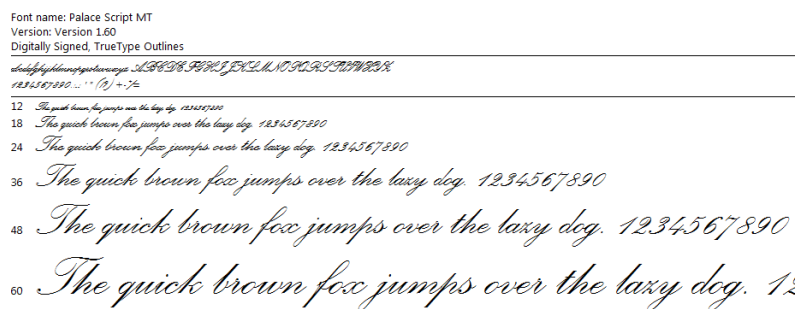 Font name: Palace Script MT
Version: Version 1.60
Digitally Signed, TrueType Outlines
abcdefghijklmnopqrstuvwxyz ABCDEFGHIJKLMNOPQRSTUVWXYZ
1234567890.:,; ' " (!?) +-*/=
12 The quick brown fox jumps over the lazy dog. 1234567890
18 The quick brown fox jumps over the lazy dog. 1234567890
24 The quick brown fox jumps over the lazy dog. 1234567890
36 The quick brown fox jumps over the lazy dog. 1234567890
48 The quick brown fox jumps over the lazy dog. 1234567890
60 The quick brown fox jumps over the lazy dog. 12